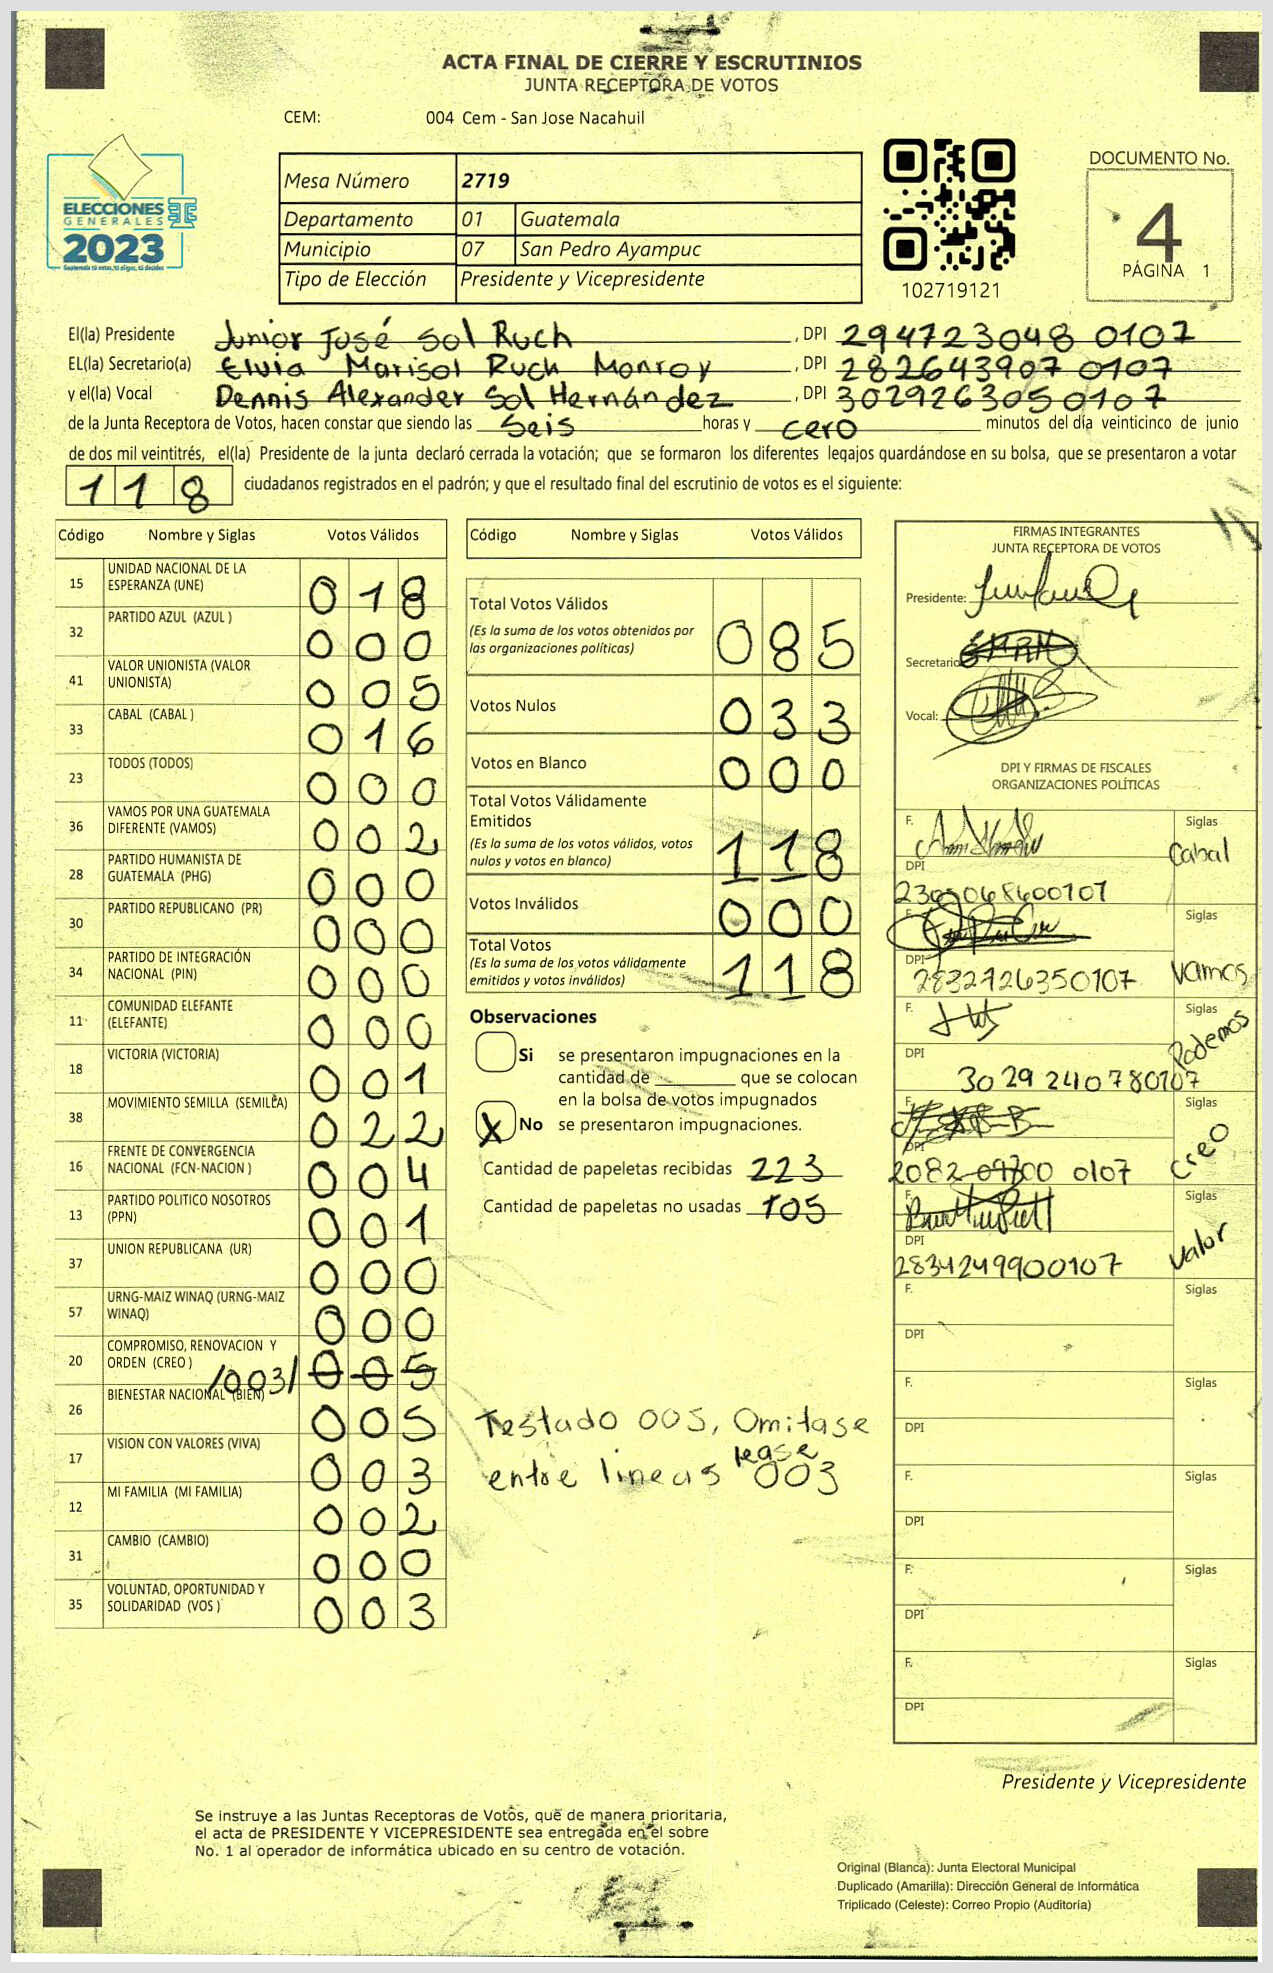 ACTA FINAL DE CIERRE Y ESCRUTINIOS
JUNTA RECEPTORA DE VOTOS
CEM: 004 Cem - San Jose Nacahuil
ELECCIONES
GENERALES
2023
Guatemala tú votas, tú eliges, tú decides
Mesa Número 2719
Departamento 01 Guatemala
Municipio 07 San Pedro Ayampuc
Tipo de Elección Presidente y Vicepresidente
102719121
DOCUMENTO No.
4
PÁGINA 1
El(la) Presidente Junior José Sol Ruch, DPI 294723048 0107
EL(la) Secretario(a) Elvia Marisol Ruch Monroy, DPI 282643907 0107
y el(la) Vocal Dennis Alexander Sol Hernández, DPI 3029263050107
de la Junta Receptora de Votos, hacen constar que siendo las Seis horas y cero minutos del día veinticinco de junio
de dos mil veintitrés, el(la) Presidente de la junta declaró cerrada la votación; que se formaron los diferentes legajos guardándose en su bolsa, que se presentaron a votar
118 ciudadanos registrados en el padrón; y que el resultado final del escrutinio de votos es el siguiente:
Código Nombre y Siglas Votos Válidos
15 UNIDAD NACIONAL DE LA
ESPERANZA (UNE) 018
32 PARTIDO AZUL (AZUL ) 000
41 VALOR UNIONISTA (VALOR
UNIONISTA) 005
33 CABAL (CABAL ) 016
23 TODOS (TODOS) 000
36 VAMOS POR UNA GUATEMALA
DIFERENTE (VAMOS) 002
28 PARTIDO HUMANISTA DE
GUATEMALA (PHG) 000
30 PARTIDO REPUBLICANO (PR) 000
34 PARTIDO DE INTEGRACIÓN
NACIONAL (PIN) 000
11 COMUNIDAD ELEFANTE
(ELEFANTE) 000
18 VICTORIA (VICTORIA) 001
38 MOVIMIENTO SEMILLA (SEMILLA) 022
16 FRENTE DE CONVERGENCIA
NACIONAL (FCN-NACION ) 004
13 PARTIDO POLITICO NOSOTROS
(PPN) 001
37 UNION REPUBLICANA (UR) 000
57 URNG-MAIZ WINAQ (URNG-MAIZ
WINAQ) 000
20 COMPROMISO, RENOVACION Y
ORDEN (CREO ) /003/ 005
26 BIENESTAR NACIONAL (BIEN) 005
17 VISION CON VALORES (VIVA) 003
12 MI FAMILIA (MI FAMILIA) 002
31 CAMBIO (CAMBIO) 000
35 VOLUNTAD, OPORTUNIDAD Y
SOLIDARIDAD (VOS ) 003
Código Nombre y Siglas Votos Válidos
Total Votos Válidos
(Es la suma de los votos obtenidos por
las organizaciones políticas) 085
Votos Nulos 033
Votos en Blanco 000
Total Votos Válidamente
Emitidos
(Es la suma de los votos válidos, votos
nulos y votos en blanco) 118
Votos Inválidos 000
Total Votos
(Es la suma de los votos válidamente
emitidos y votos inválidos) 118
Observaciones
Si se presentaron impugnaciones en la
cantidad de que se colocan
en la bolsa de votos impugnados
X No se presentaron impugnaciones.
Cantidad de papeletas recibidas 223
Cantidad de papeletas no usadas 105
Testado 005, Omitase
entre lineas lease 003
FIRMAS INTEGRANTES
JUNTA RECEPTORA DE VOTOS
Presidente:
Secretario
Vocal:
DPI Y FIRMAS DE FISCALES
ORGANIZACIONES POLÍTICAS
F. Siglas
Cabal
DPI
F. Siglas
DPI
2832726350107 Vamos
F. Siglas
Podemos
DPI
3029240780107
F. Siglas
DPI
Creo
F. Siglas
DPI
2834249900107 Valor
F. Siglas
DPI
F. Siglas
DPI
F. Siglas
DPI
F. Siglas
DPI
F. Siglas
DPI
Presidente y Vicepresidente
Se instruye a las Juntas Receptoras de Votos, que de manera prioritaria,
el acta de PRESIDENTE Y VICEPRESIDENTE sea entregada en el sobre
No. 1 al operador de informática ubicado en su centro de votación.
Original (Blanca): Junta Electoral Municipal
Duplicado (Amarilla): Dirección General de Informática
Triplicado (Celeste): Correo Propio (Auditoría)